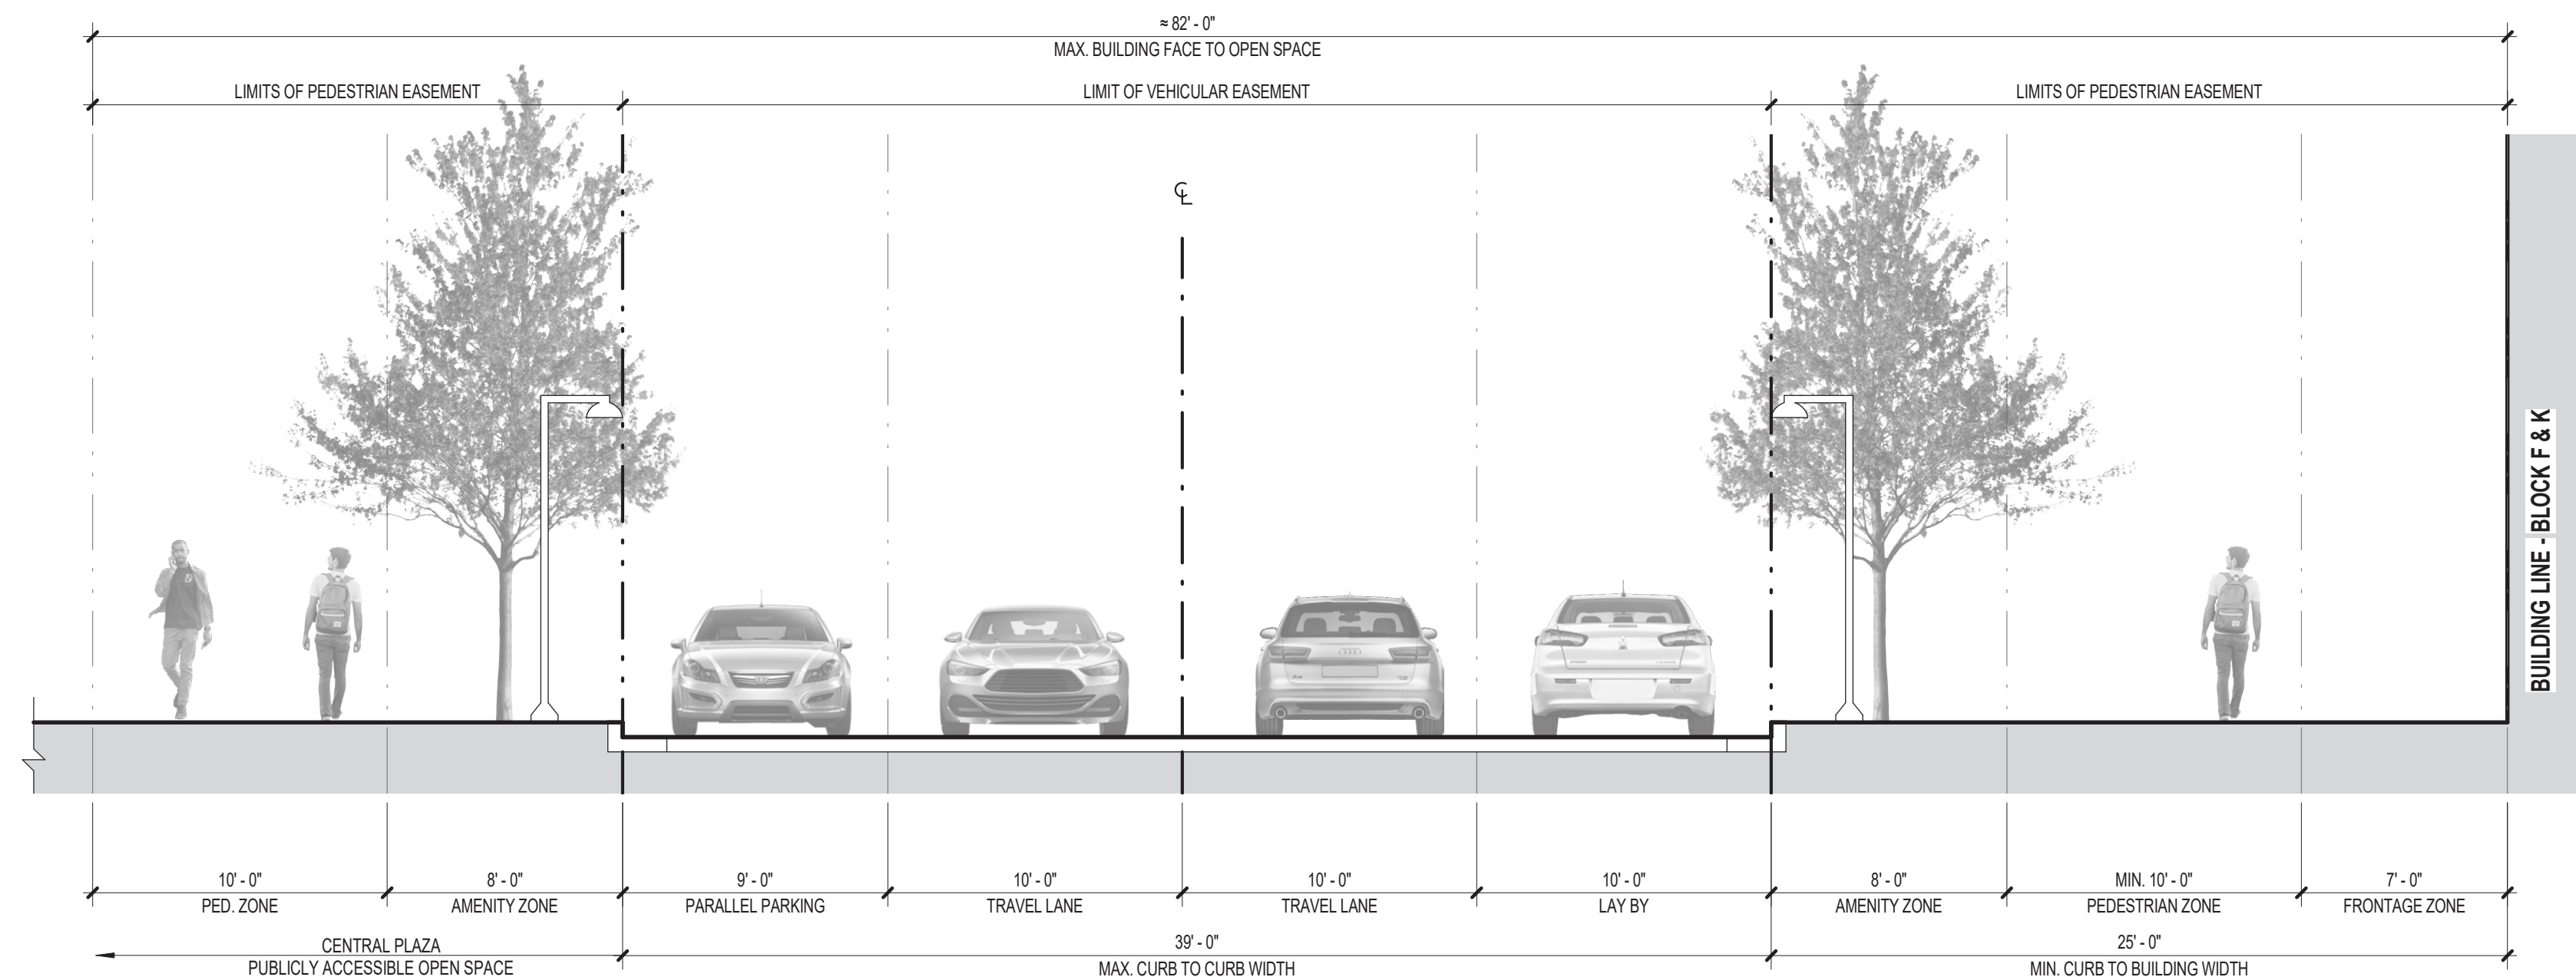 ≈ 82' - 0"
MAX. BUILDING FACE TO OPEN SPACE
LIMITS OF PEDESTRIAN EASEMENT
LIMIT OF VEHICULAR EASEMENT
LIMITS OF PEDESTRIAN EASEMENT
℄
BUILDING LINE - BLOCK F & K
10' - 0"
PED. ZONE
8' - 0"
AMENITY ZONE
9' - 0"
PARALLEL PARKING
10' - 0"
TRAVEL LANE
10' - 0"
TRAVEL LANE
10' - 0"
LAY BY
8' - 0"
AMENITY ZONE
MIN. 10' - 0"
PEDESTRIAN ZONE
7' - 0"
FRONTAGE ZONE
CENTRAL PLAZA
PUBLICLY ACCESSIBLE OPEN SPACE
39' - 0"
MAX. CURB TO CURB WIDTH
25' - 0"
MIN. CURB TO BUILDING WIDTH